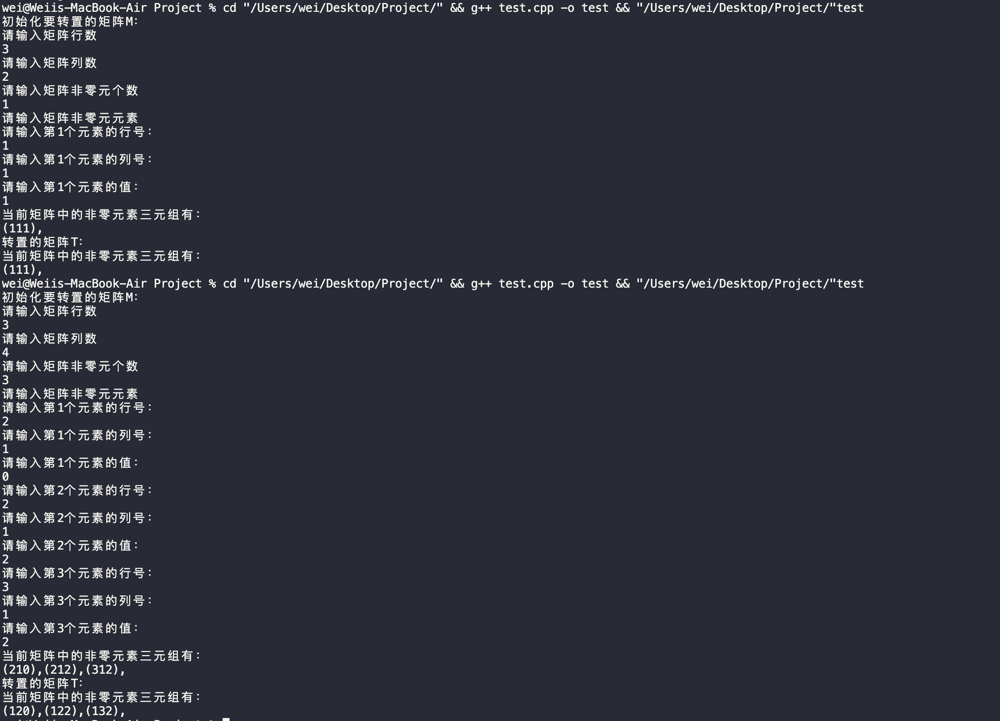 wei@Weiis-MacBook-Air Project % cd "/Users/wei/Desktop/Project/" && g++ test.cpp -o test && "/Users/wei/Desktop/Project/"test
初始化要转置的矩阵M:
请输入矩阵行数
3
请输入矩阵列数
2
请输入矩阵非零元个数
1
请输入矩阵非零元元素
请输入第1个元素的行号:
1
请输入第1个元素的列号:
1
请输入第1个元素的值:
1
当前矩阵中的非零元素三元组有:
(111),
转置的矩阵T:
当前矩阵中的非零元素三元组有:
(111),
wei@Weiis-MacBook-Air Project % cd "/Users/wei/Desktop/Project/" && g++ test.cpp -o test && "/Users/wei/Desktop/Project/"test
初始化要转置的矩阵M:
请输入矩阵行数
3
请输入矩阵列数
4
请输入矩阵非零元个数
3
请输入矩阵非零元元素
请输入第1个元素的行号:
2
请输入第1个元素的列号:
1
请输入第1个元素的值:
0
请输入第2个元素的行号:
2
请输入第2个元素的列号:
1
请输入第2个元素的值:
2
请输入第3个元素的行号:
3
请输入第3个元素的列号:
1
请输入第3个元素的值:
2
当前矩阵中的非零元素三元组有:
(210),(212),(312),
转置的矩阵T:
当前矩阵中的非零元素三元组有:
(120),(122),(132),